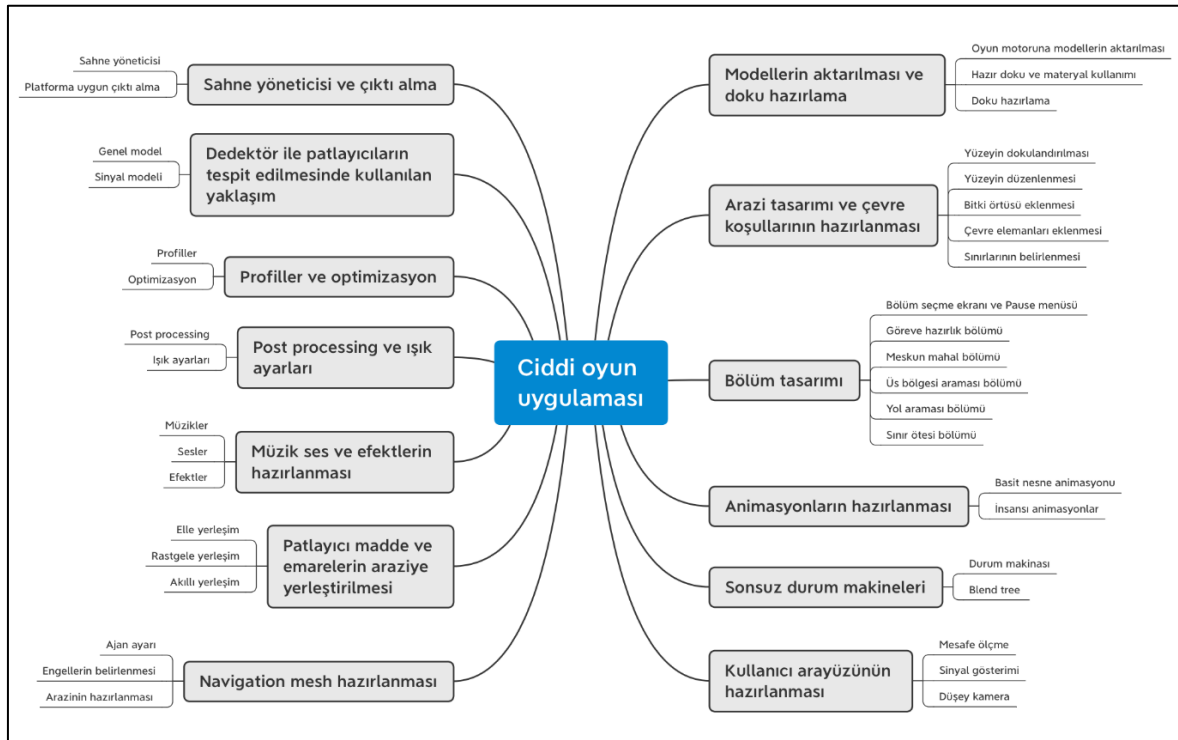 Ciddi oyun
uygulaması
Sahne yöneticisi ve çıktı alma
Sahne yöneticisi
Platforma uygun çıktı alma
Dedektör ile patlayıcıların
tespit edilmesinde kullanılan
yaklaşım
Genel model
Sinyal modeli
Profiller ve optimizasyon
Profiller
Optimizasyon
Post processing ve ışık
ayarları
Post processing
Işık ayarları
Müzik ses ve efektlerin
hazırlanması
Müzikler
Sesler
Efektler
Patlayıcı madde ve
emarelerin araziye
yerleştirilmesi
Elle yerleşim
Rastgele yerleşim
Akıllı yerleşim
Navigation mesh hazırlanması
Ajan ayarı
Engellerin belirlenmesi
Arazinin hazırlanması
Modellerin aktarılması ve
doku hazırlama
Oyun motoruna modellerin aktarılması
Hazır doku ve materyal kullanımı
Doku hazırlama
Arazi tasarımı ve çevre
koşullarının hazırlanması
Yüzeyin dokulandırılması
Yüzeyin düzenlenmesi
Bitki örtüsü eklenmesi
Çevre elemanları eklenmesi
Sınırlarının belirlenmesi
Bölüm tasarımı
Bölüm seçme ekranı ve Pause menüsü
Göreve hazırlık bölümü
Meskun mahal bölümü
Üs bölgesi araması bölümü
Yol araması bölümü
Sınır ötesi bölümü
Animasyonların hazırlanması
Basit nesne animasyonu
İnsansı animasyonlar
Sonsuz durum makineleri
Durum makinası
Blend tree
Kullanıcı arayüzünün
hazırlanması
Mesafe ölçme
Sinyal gösterimi
Düşey kamera